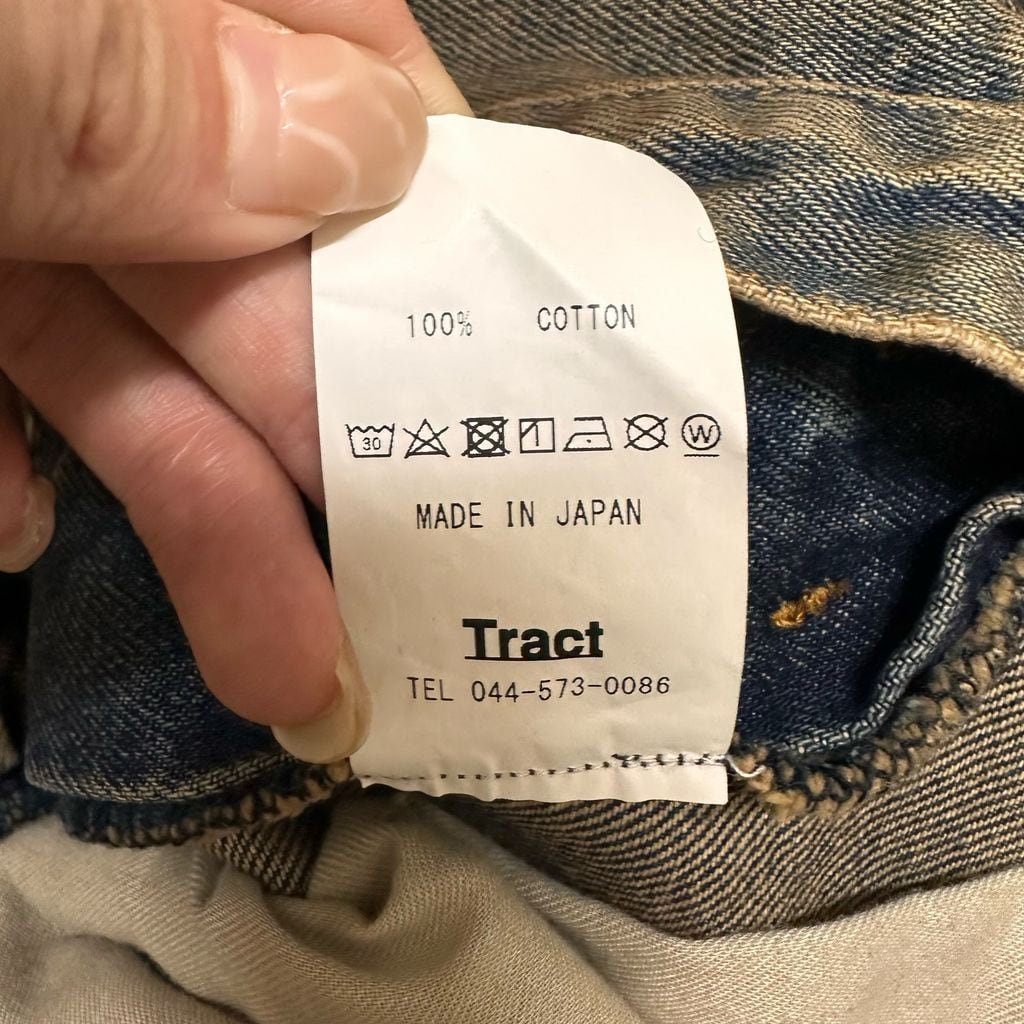 100% COTTON
30 W
MADE IN JAPAN
Tract
TEL 044-573-0086